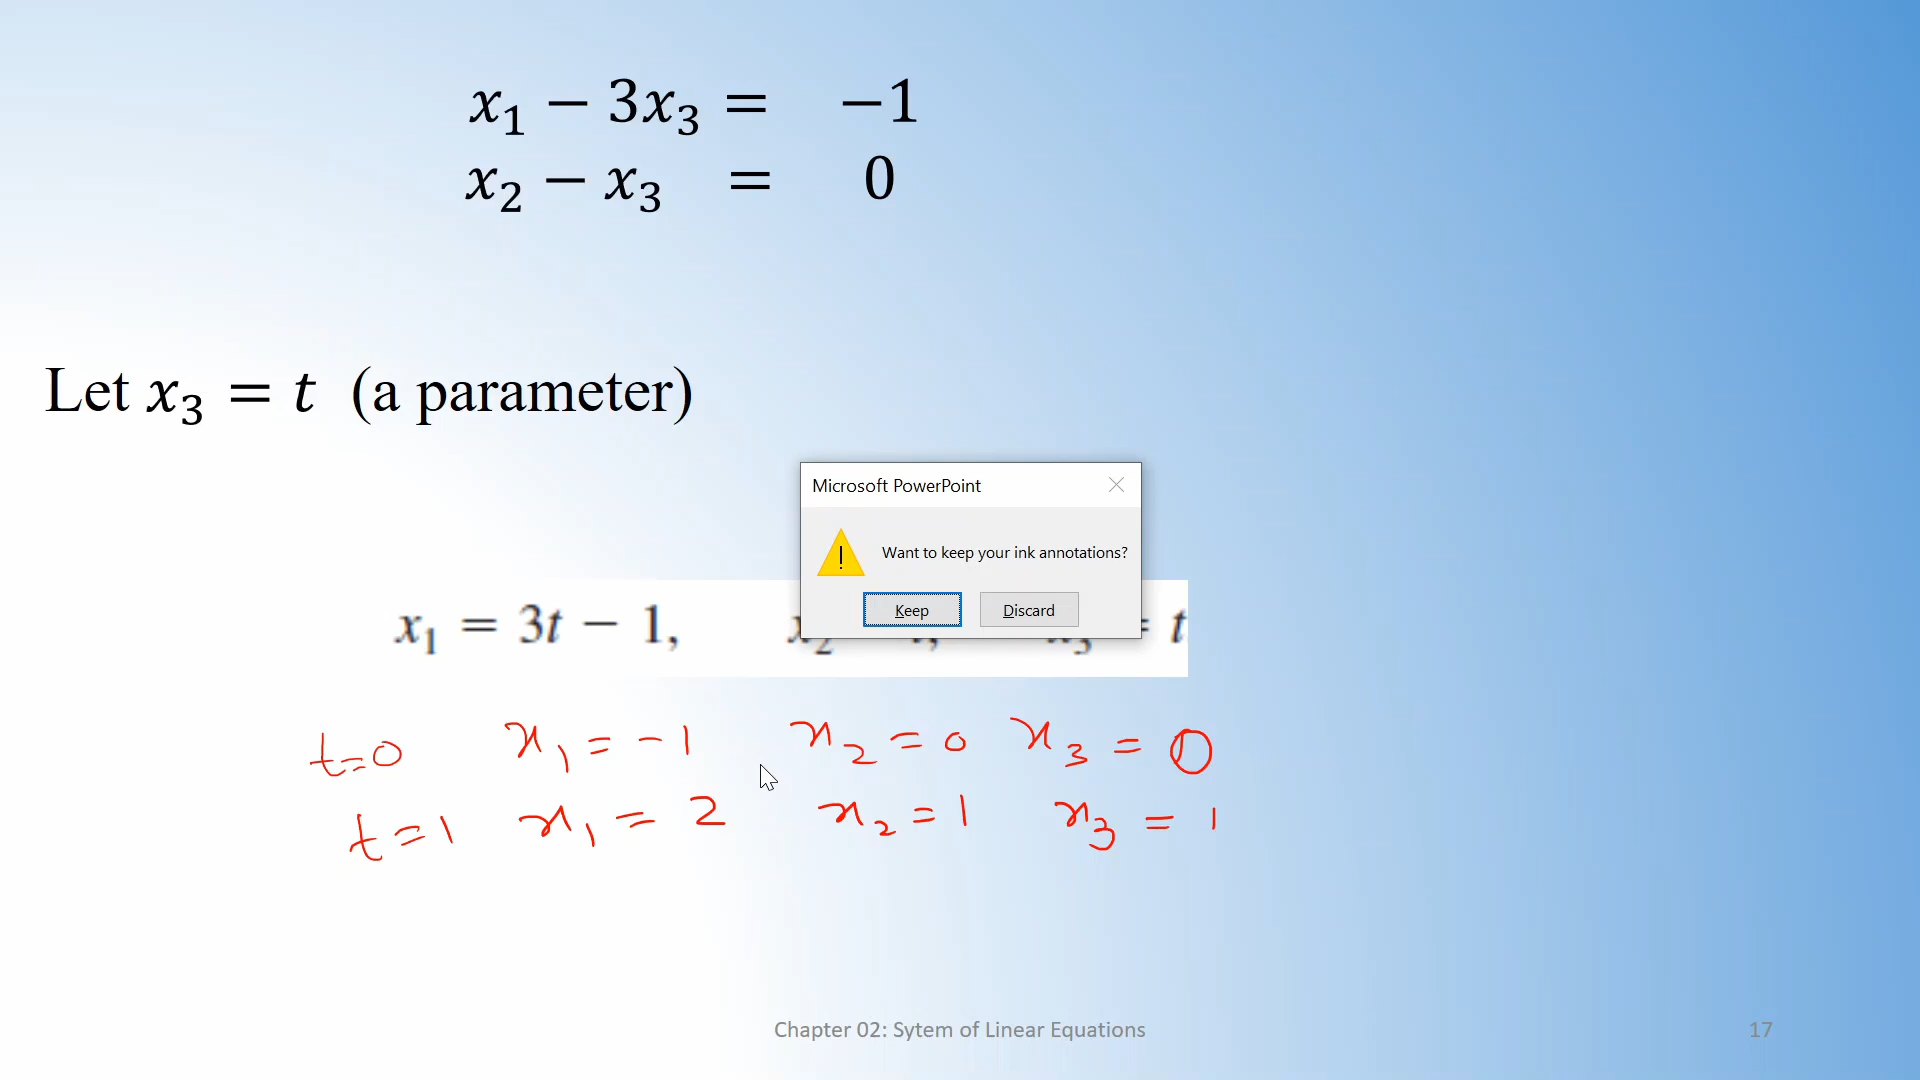 x₁ − 3x₃ = −1
x₂ − x₃ = 0
Let x₃ = t (a parameter)
Microsoft PowerPoint
Want to keep your ink annotations?
Keep Discard
x₁ = 3t − 1, = t
t=0 x₁ = -1 x₂ = 0 x₃ = 0
t=1 x₁ = 2 x₂ = 1 x₃ = 1
Chapter 02: Sytem of Linear Equations 17